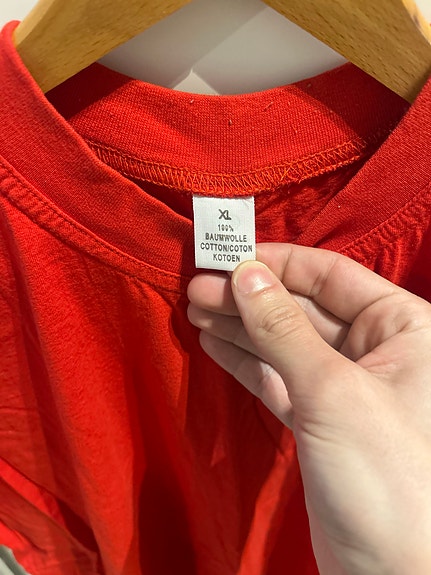 XL
100%
BAUMWOLLE
COTTON/COTON
KOTOEN